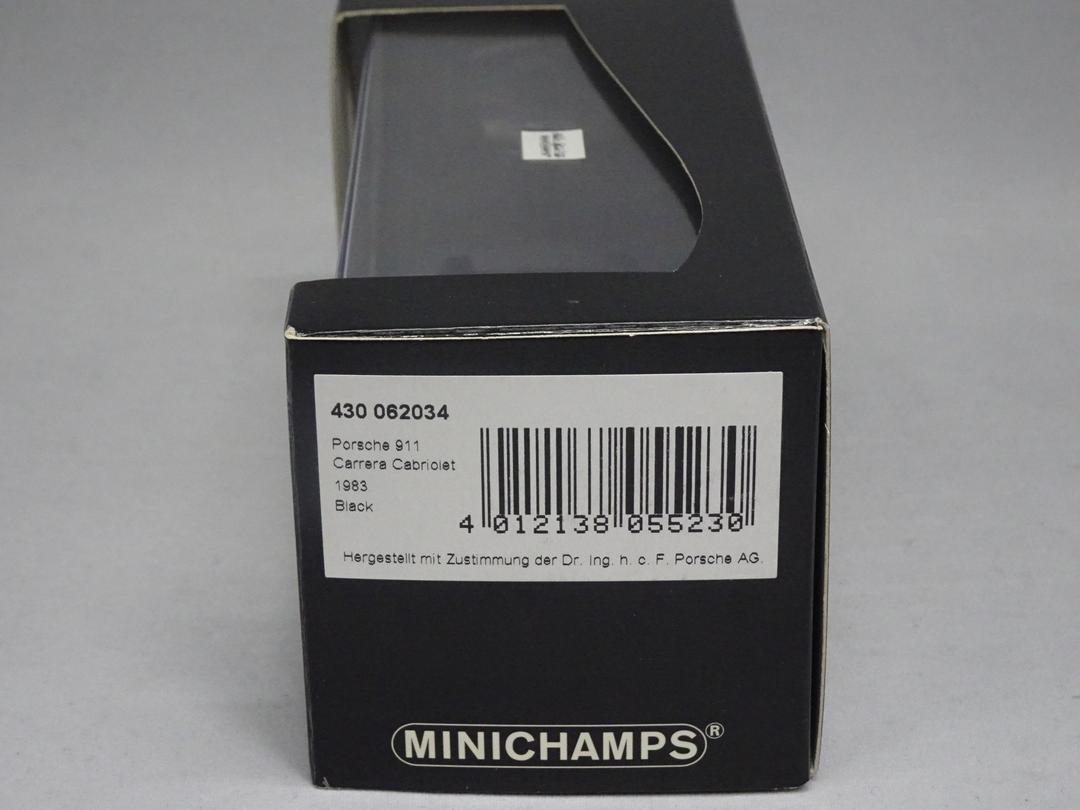 430 062034
Porsche 911
Carrera Cabriolet
1983
Black
4 012138 055230
Hergestellt mit Zustimmung der Dr. Ing. h. c. F. Porsche AG.
MINICHAMPS®